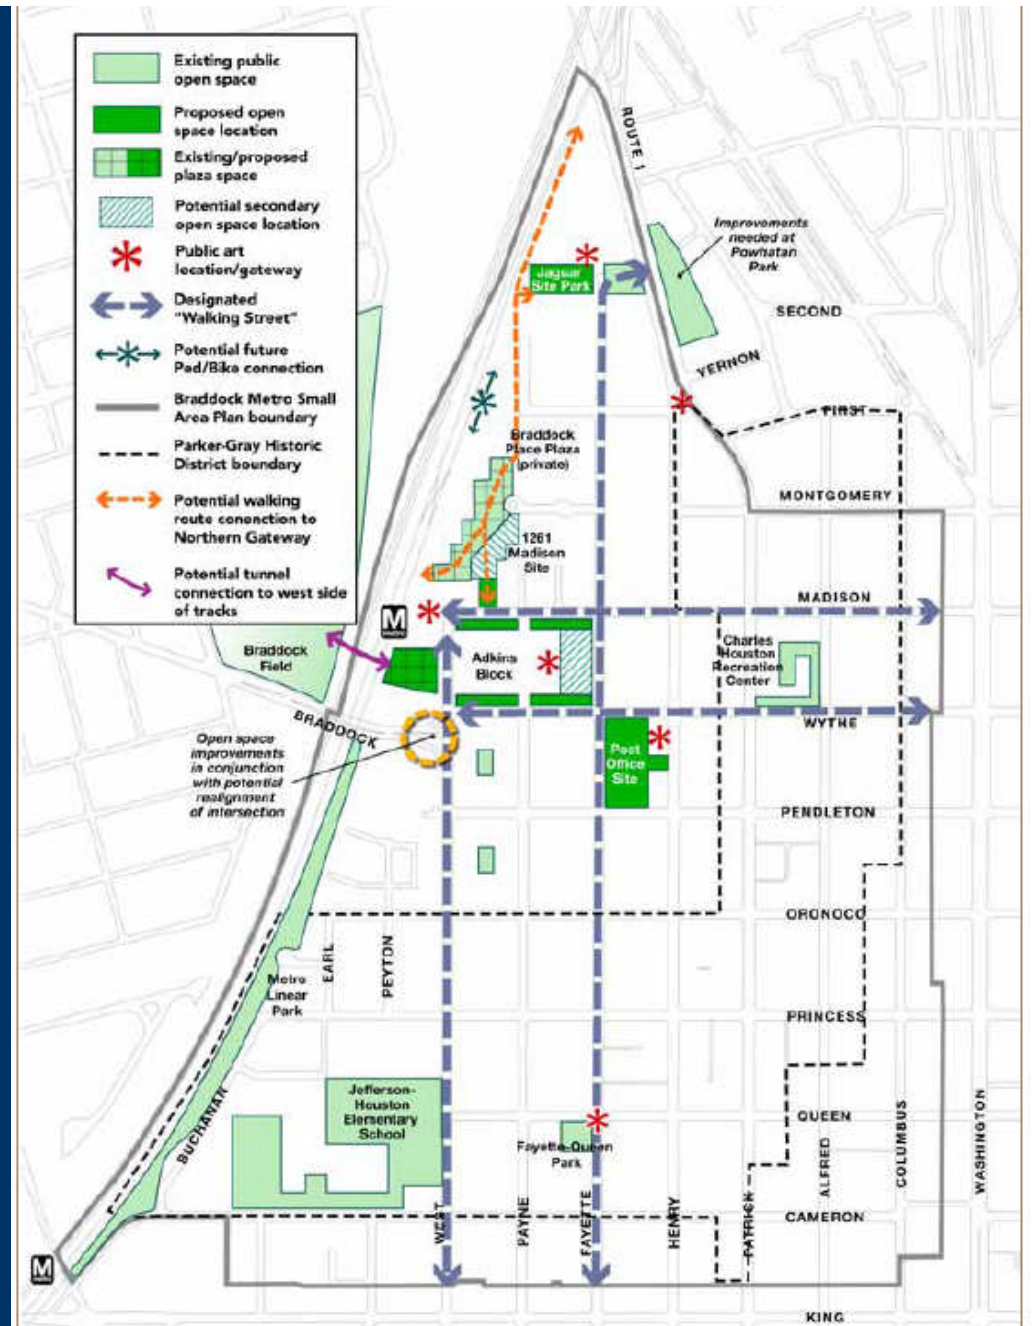 Existing public
open space
Proposed open
space location
Existing/proposed
plaza space
Potential secondary
open space location
Public art
location/gateway
Designated
"Walking Street"
Potential future
Ped/Bike connection
Braddock Metro Small
Area Plan boundary
Parker-Gray Historic
District boundary
Potential walking
route conenction to
Northern Gateway
Potential tunnel
connection to west side
of tracks
ROUTE 1
Improvements
needed at
Powhatan
Park
Jaguar
Site Park
SECOND
VERNON
FIRST
Braddock
Place Plaza
(private)
MONTGOMERY
1261
Madison
Site
MADISON
M
Braddock
Field
Adkins
Block
Charles
Houston
Recreation
Center
BRADDOCK
WYTHE
Open space
improvements
in conjunction
with potential
realignment
of intersection
Post
Office
Site
PENDLETON
ORONOCO
EARL
PEYTON
Metro
Linear
Park
PRINCESS
Jefferson-
Houston
Elementary
School
BUCHANAN
QUEEN
Fayette-Queen
Park
WEST
PAYNE
FAYETTE
HENRY
PATRICK
ALFRED
COLUMBUS
WASHINGTON
CAMERON
M
KING